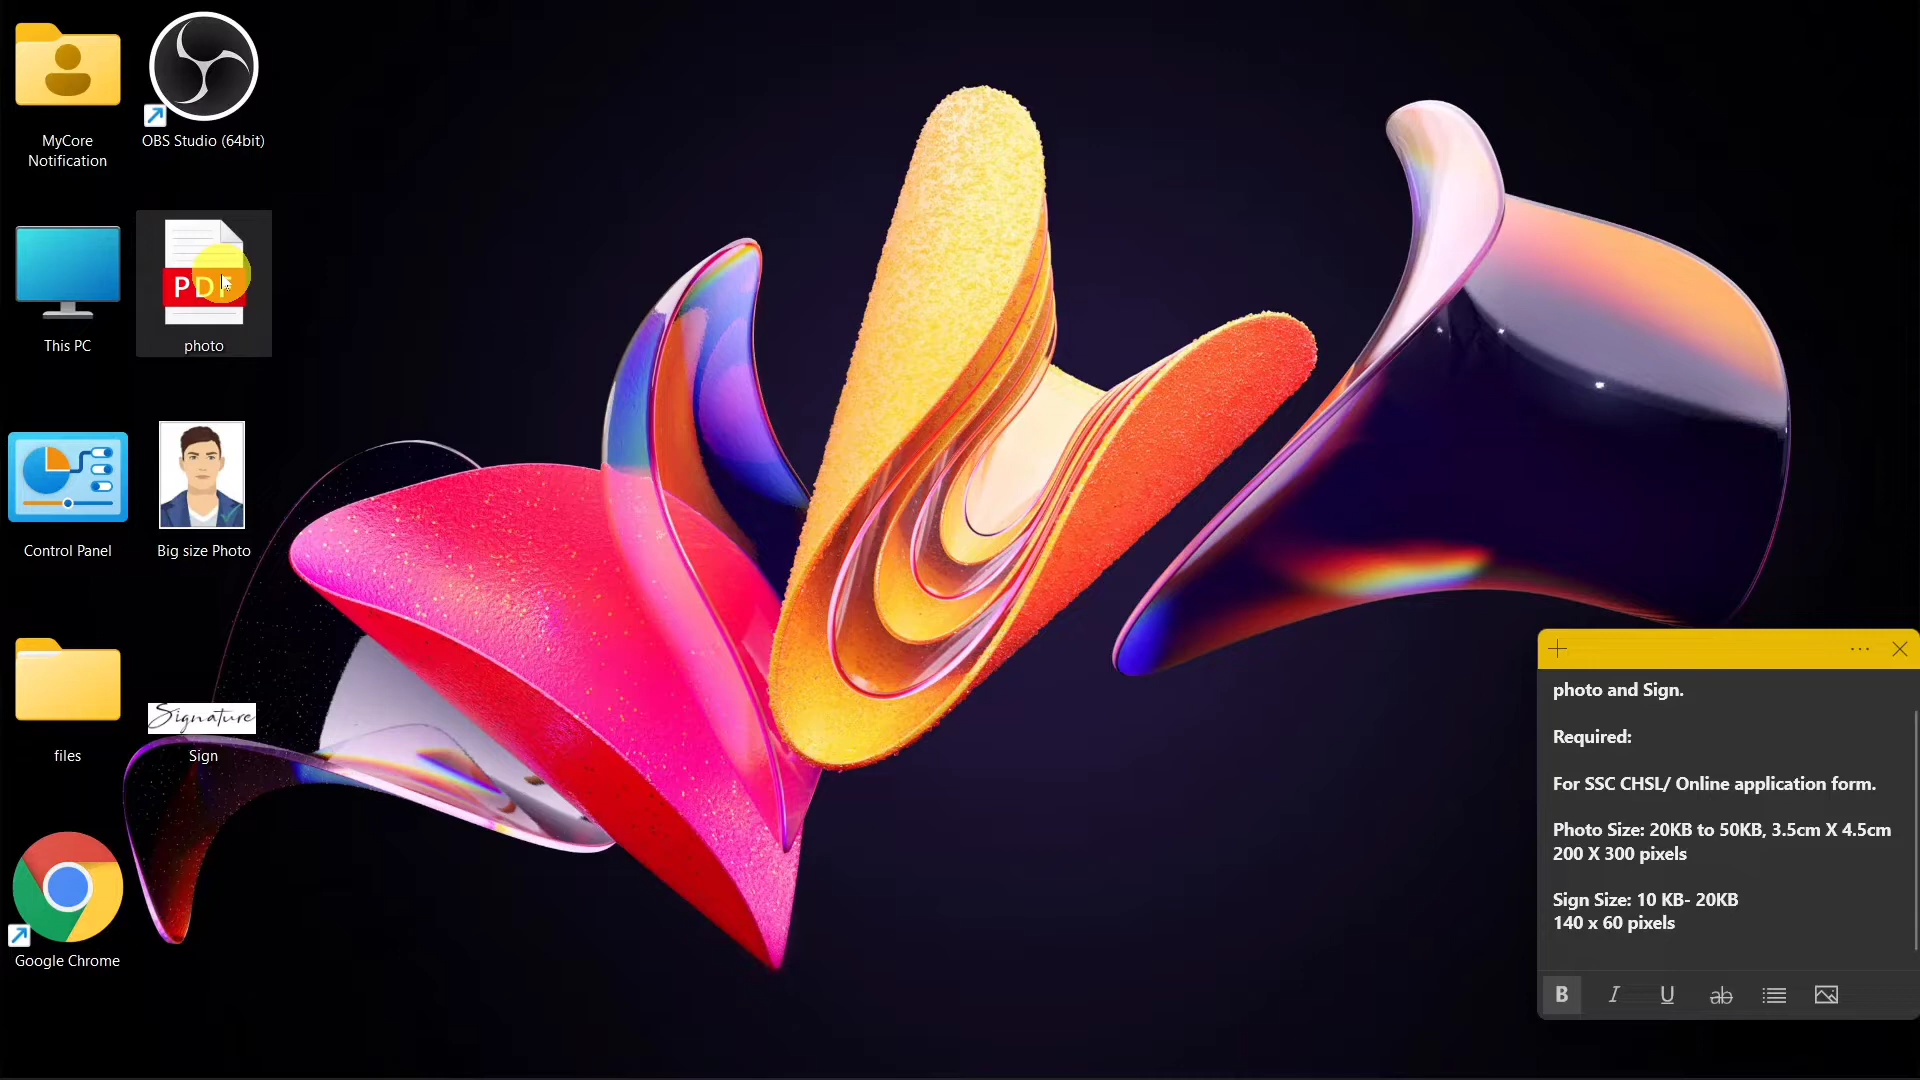 MyCore
Notification
OBS Studio (64bit)
This PC
PDF
photo
Control Panel
Big size Photo
files
Signature
Sign
Google Chrome
photo and Sign.
Required:
For SSC CHSL/ Online application form.
Photo Size: 20KB to 50KB, 3.5cm X 4.5cm
200 X 300 pixels
Sign Size: 10 KB- 20KB
140 x 60 pixels
B
I
U
ab